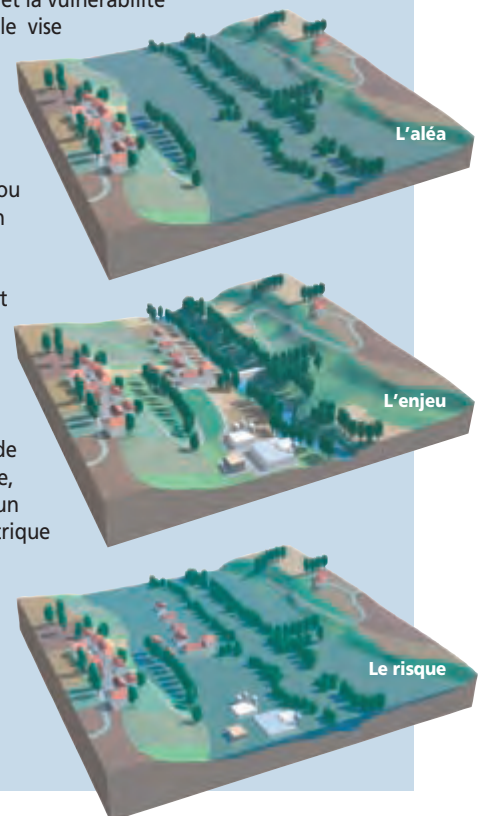 et la vulnérabilité
le vise
L'aléa
ou
L'enjeu
de
un
trique
Le risque